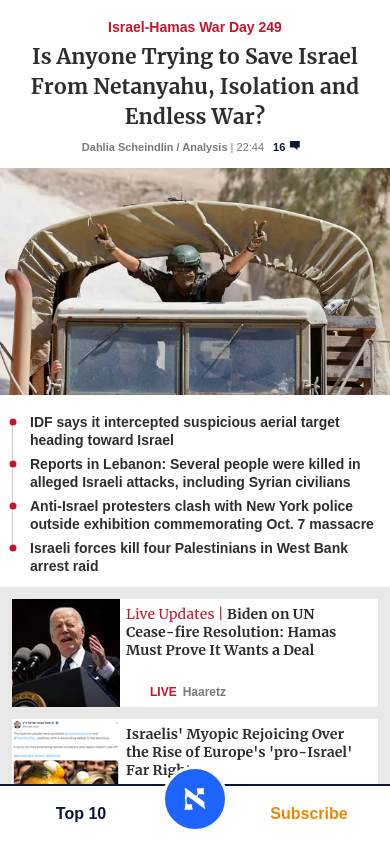 Israel-Hamas War Day 249
Is Anyone Trying to Save Israel
From Netanyahu, Isolation and
Endless War?
Dahlia Scheindlin / Analysis | 22:44 16
IDF says it intercepted suspicious aerial target
heading toward Israel
Reports in Lebanon: Several people were killed in
alleged Israeli attacks, including Syrian civilians
Anti-Israel protesters clash with New York police
outside exhibition commemorating Oct. 7 massacre
Israeli forces kill four Palestinians in West Bank
arrest raid
Live Updates | Biden on UN
Cease-fire Resolution: Hamas
Must Prove It Wants a Deal
LIVE Haaretz
Israelis' Myopic Rejoicing Over
the Rise of Europe's 'pro-Israel'
Far
Top 10
Subscribe